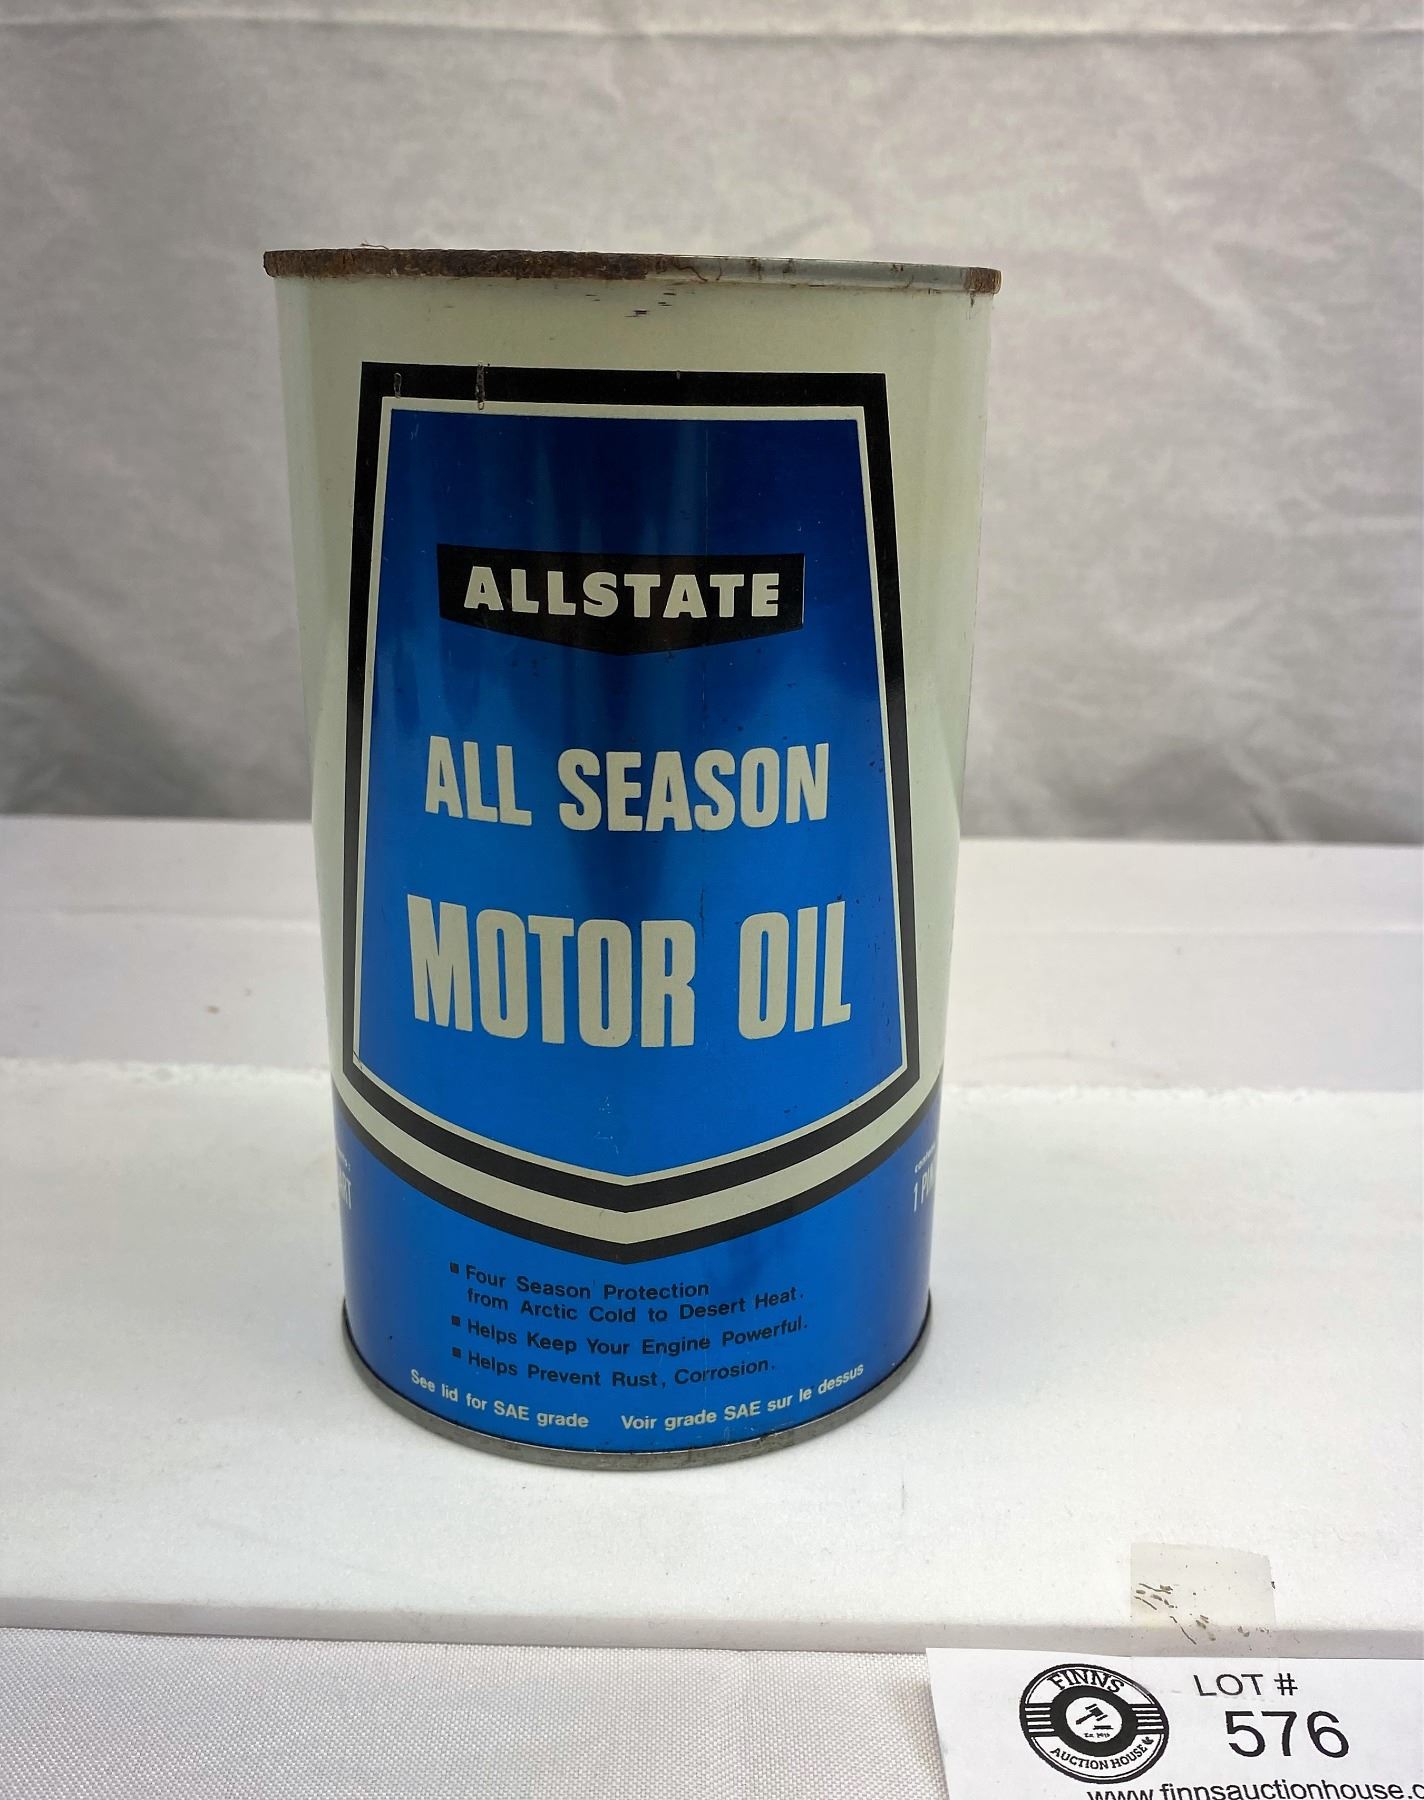 ALLSTATE
ALL SEASON
MOTOR OIL
Four Season Protection
from Arctic Cold to Desert Heat.
Helps Keep Your Engine Powerful.
Helps Prevent Rust, Corrosion.
See lid for SAE grade Voir grade SAE sur le dessus
FINNS
AUCTION HOUSE
LOT #
576
www.finnsauctionhouse.c